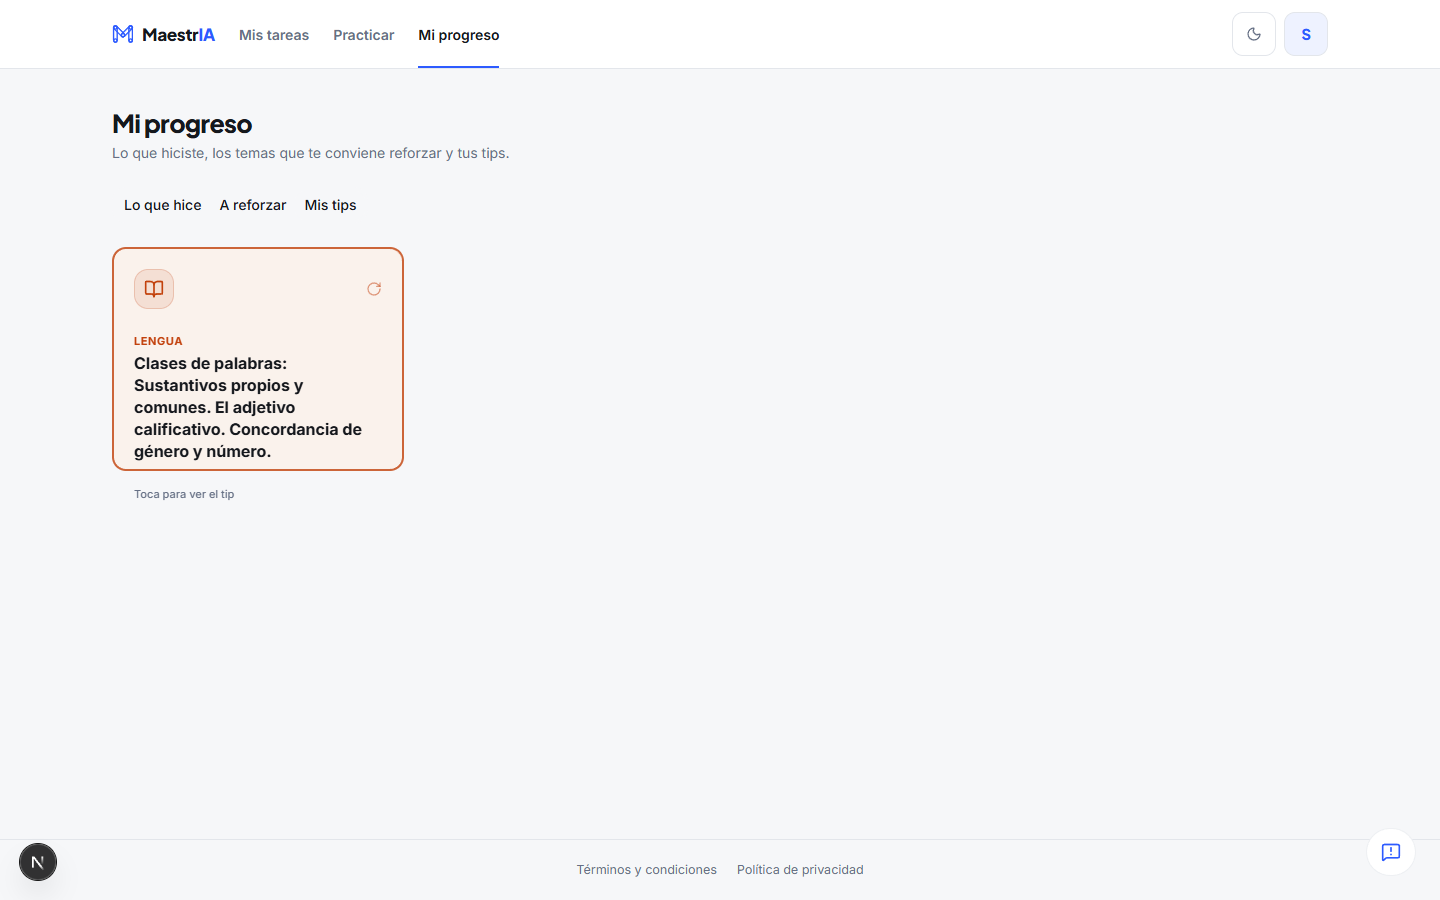 MaestrIA
Mis tareas
Practicar
Mi progreso
S
Mi progreso
Lo que hiciste, los temas que te conviene reforzar y tus tips.
Lo que hice
A reforzar
Mis tips
LENGUA
Clases de palabras:
Sustantivos propios y
comunes. El adjetivo
calificativo. Concordancia de
género y número.
Toca para ver el tip
N
Términos y condiciones
Política de privacidad